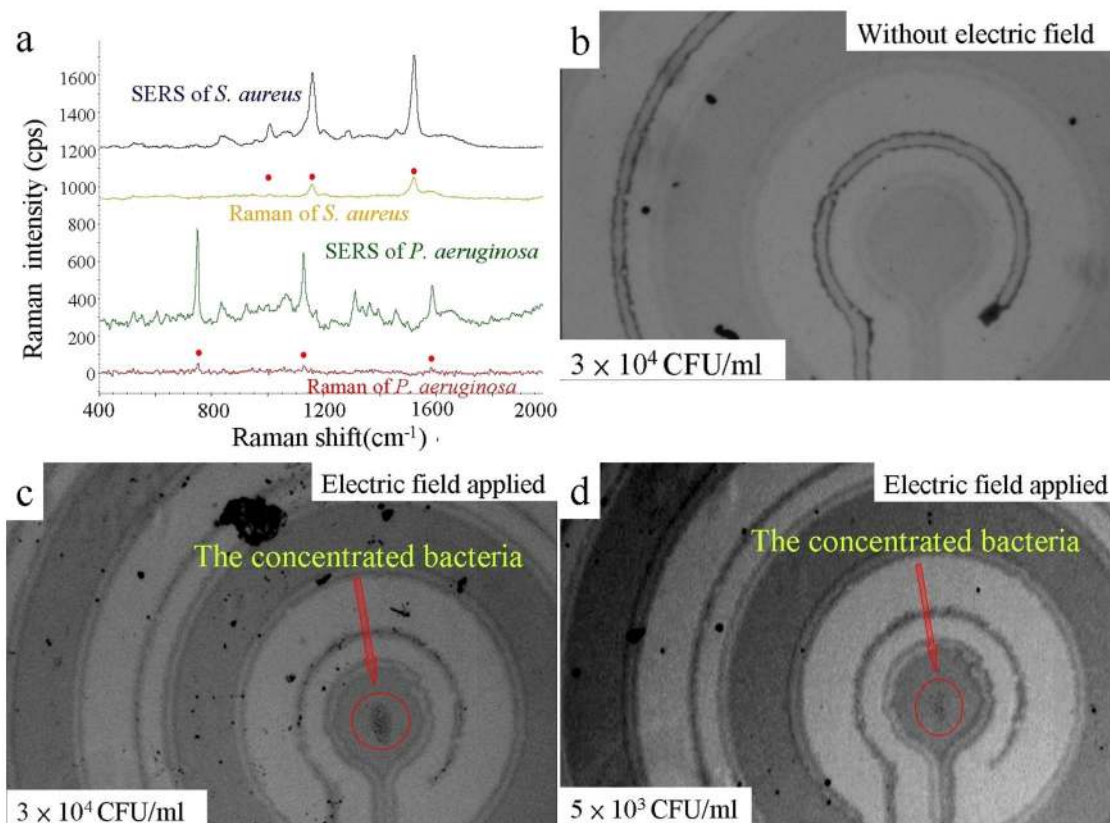 a
1600
1400
1200
1000
800
600
400
200
0
SERS of S. aureus
Raman of S. aureus
SERS of P. aeruginosa
Raman of P. aeruginosa
400 800 1200 1600 2000
Raman shift(cm-1)
Raman intensity (cps)
b
Without electric field
3 × 10⁴ CFU/ml
c
Electric field applied
The concentrated bacteria
3 × 10⁴ CFU/ml
d
Electric field applied
The concentrated bacteria
5 × 10³ CFU/ml